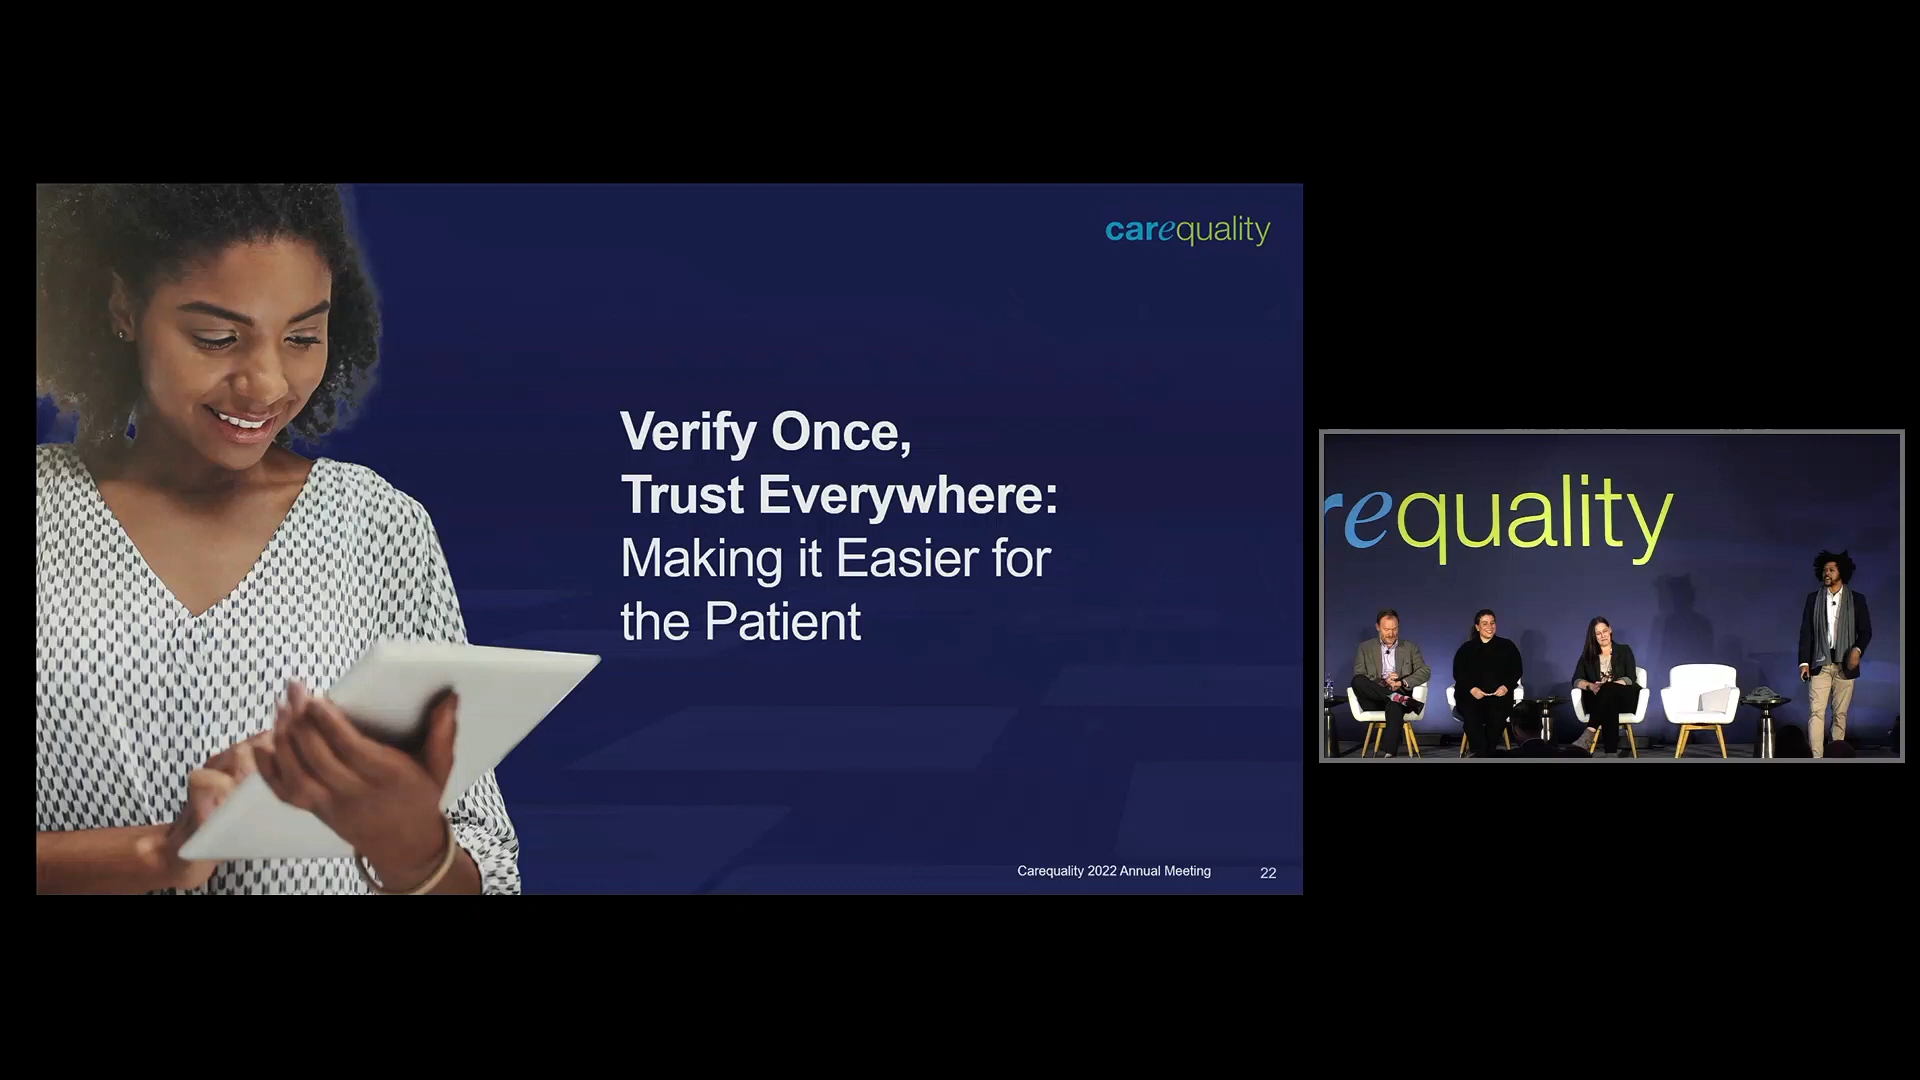 carequality
Verify Once,
Trust Everywhere:
Making it Easier for
the Patient
Carequality 2022 Annual Meeting
22
requality